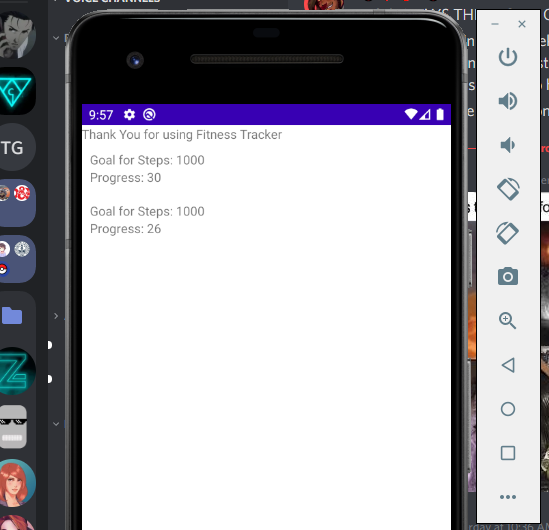 VOICE CHANNELS
TG
9:57
Thank You for using Fitness Tracker
Goal for Steps: 1000
Progress: 30
Goal for Steps: 1000
Progress: 26